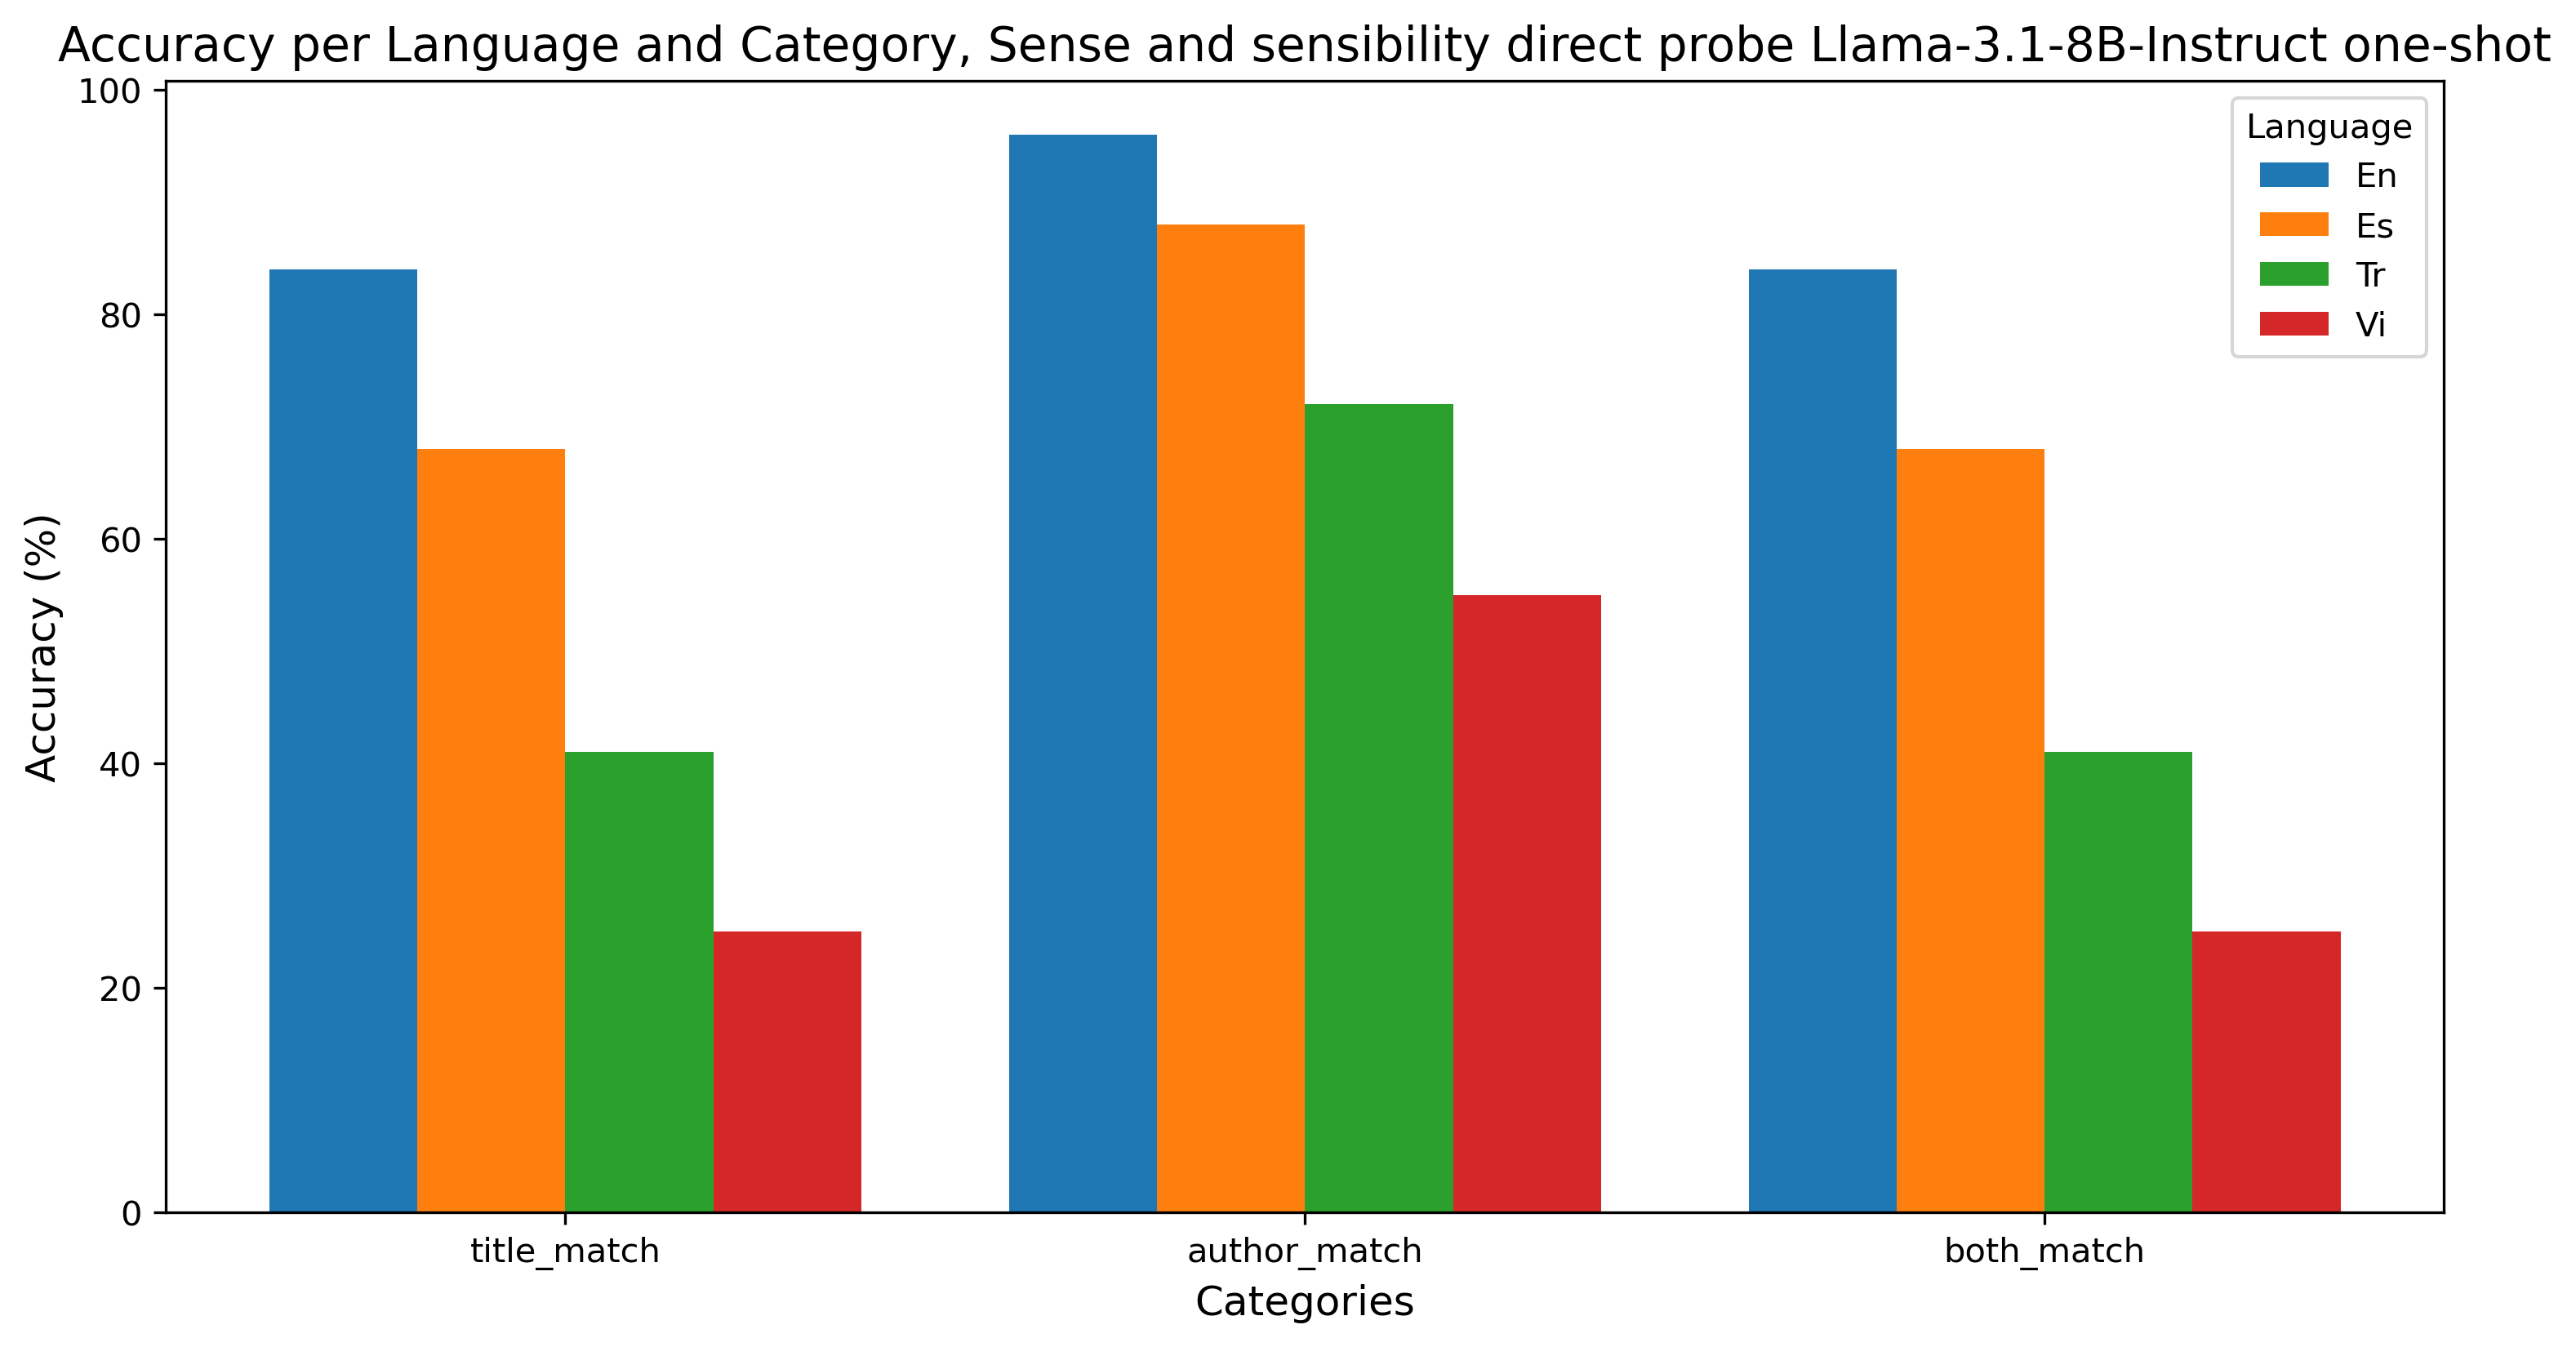 Accuracy per Language and Category, Sense and sensibility direct probe Llama-3.1-8B-Instruct one-shot
Accuracy (%)
100
80
60
40
20
0
Language
En
Es
Tr
Vi
title_match
author_match
both_match
Categories